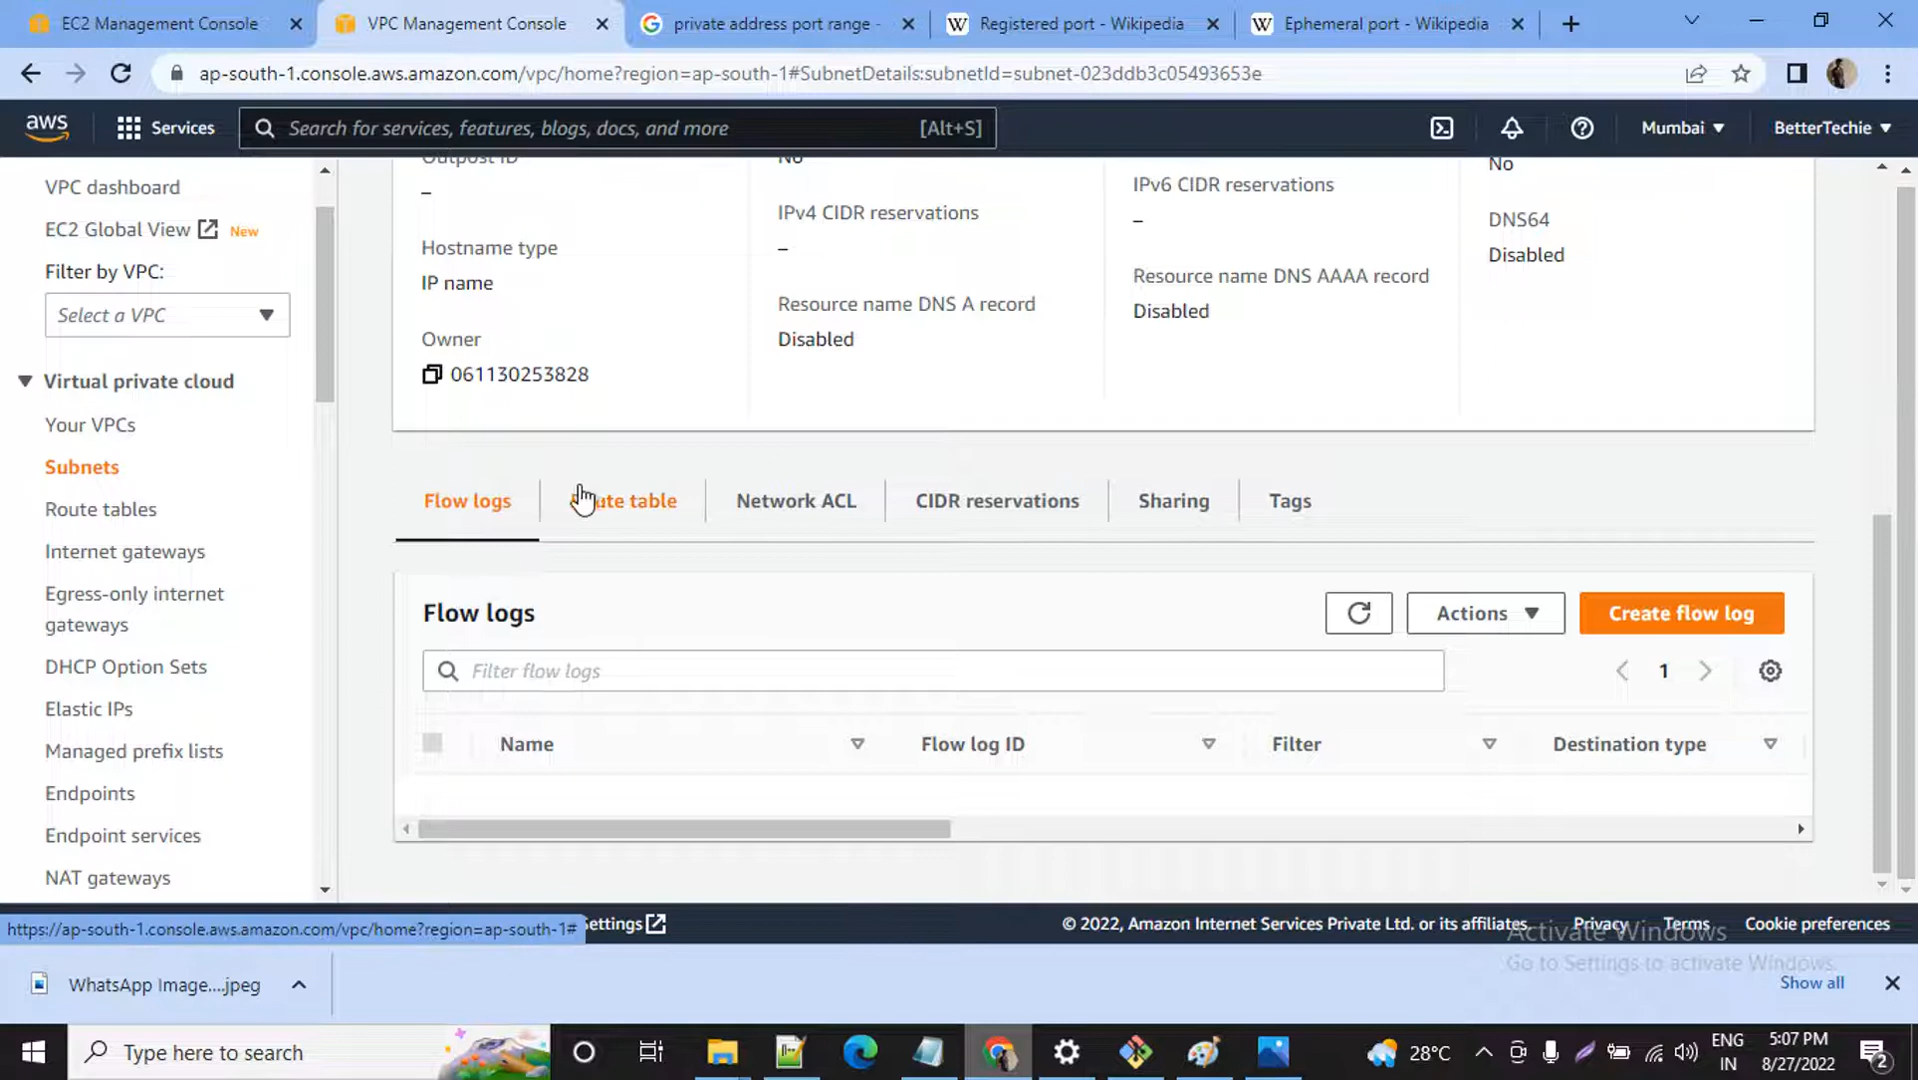 EC2 Management Console
VPC Management Console
private address port range -
Registered port - Wikipedia
Ephemeral port - Wikipedia
ap-south-1.console.aws.amazon.com/vpc/home?region=ap-south-1#SubnetDetails:subnetId=subnet-023ddb3c05493653e
aws
Services
Search for services, features, blogs, docs, and more
[Alt+S]
Mumbai
BetterTechie
VPC dashboard
EC2 Global View
New
Filter by VPC:
Select a VPC
Virtual private cloud
Your VPCs
Subnets
Route tables
Internet gateways
Egress-only internet
gateways
DHCP Option Sets
Elastic IPs
Managed prefix lists
Endpoints
Endpoint services
NAT gateways
Outpost ID
–
Hostname type
IP name
Owner
061130253828
No
IPv4 CIDR reservations
–
Resource name DNS A record
Disabled
IPv6 CIDR reservations
–
Resource name DNS AAAA record
Disabled
No
DNS64
Disabled
Flow logs
Route table
Network ACL
CIDR reservations
Sharing
Tags
Flow logs
Actions
Create flow log
Filter flow logs
1
Name
Flow log ID
Filter
Destination type
https://ap-south-1.console.aws.amazon.com/vpc/home?region=ap-south-1#
Settings
© 2022, Amazon Internet Services Private Ltd. or its affiliates.
Privacy
Terms
Cookie preferences
Activate Windows
Go to Settings to activate Windows.
WhatsApp Image....jpeg
Show all
Type here to search
28°C
ENG
IN
5:07 PM
8/27/2022
2